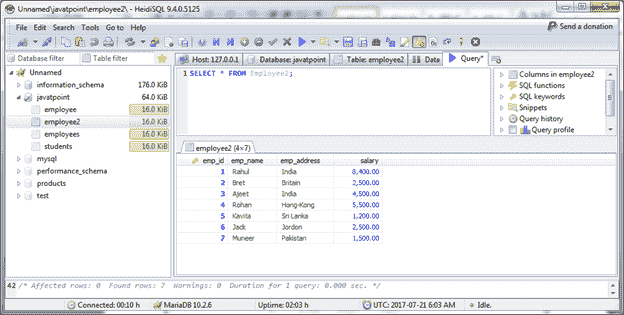 Unnamed\javatpoint\employee2\ - HeidiSQL 9.4.0.5125
File Edit Search Tools Go to Help
Send a donation
Database filter Table filter
Host: 127.0.0.1 Database: javatpoint Table: employee2 Data Query*
Unnamed
information_schema 176.0 KiB
javatpoint 64.0 KiB
employee 16.0 KiB
employee2 16.0 KiB
employees 16.0 KiB
students 16.0 KiB
mysql
performance_schema
products
test
1 SELECT * FROM Employee2;
Columns in employee2
SQL functions
SQL keywords
Snippets
Query history
Query profile
employee2 (4×7)
emp_id emp_name emp_address salary
1 Rahul India 8,400.00
2 Bret Britain 2,500.00
3 Ajeet India 4,500.00
4 Rohan Hong-Kong 5,500.00
5 Kavita Sri Lanka 1,200.00
6 Jack Jordon 2,500.00
7 Muneer Pakistan 1,500.00
42 /* Affected rows: 0 Found rows: 7 Warnings: 0 Duration for 1 query: 0.000 sec. */
Connected: 00:10 h MariaDB 10.2.6 Uptime: 02:03 h UTC: 2017-07-21 6:03 AM Idle.